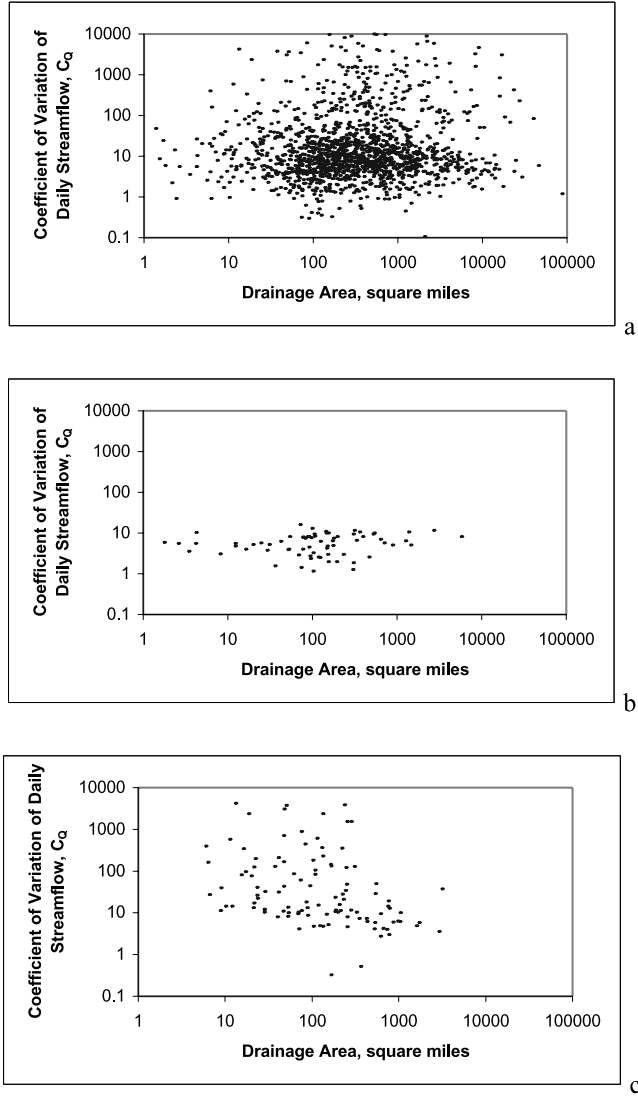 Coefficient of Variation of
Daily Streamflow, CQ
10000
1000
100
10
1
0.1
1 10 100 1000 10000 100000
Drainage Area, square miles
a
Coefficient of Variation of
Daily Streamflow, CQ
10000
1000
100
10
1
0.1
1 10 100 1000 10000 100000
Drainage Area, square miles
b
Coefficient of Variation of Daily
Streamflow, CQ
10000
1000
100
10
1
0.1
1 10 100 1000 10000 100000
Drainage Area, square miles
c